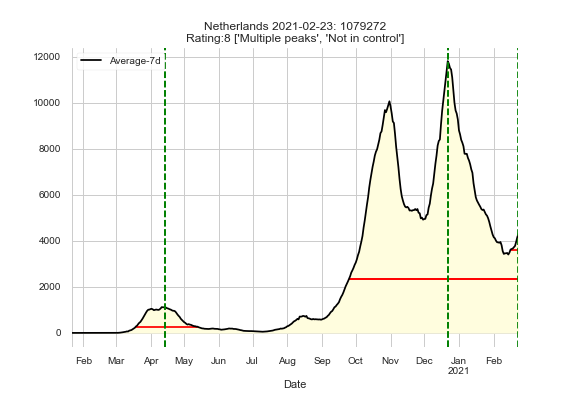 Netherlands 2021-02-23: 1079272
Rating:8 ['Multiple peaks', 'Not in control']
12000
Average-7d
10000
8000
6000
4000
2000
0
Feb Mar Apr May Jun Jul Aug Sep Oct Nov Dec Jan Feb
2021
Date